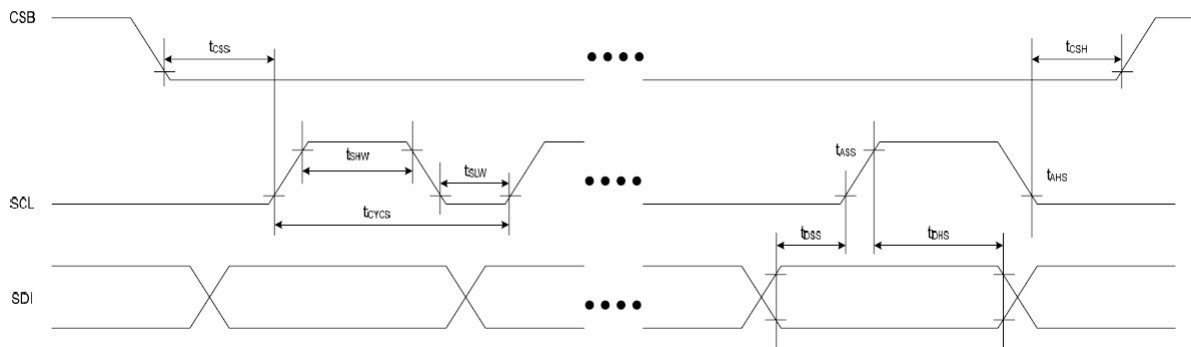 CSB
tCSS
tCSH
tSHW
tSLW
tASS
tAHS
SCL
tCYCS
tDSS
tDHS
SDI